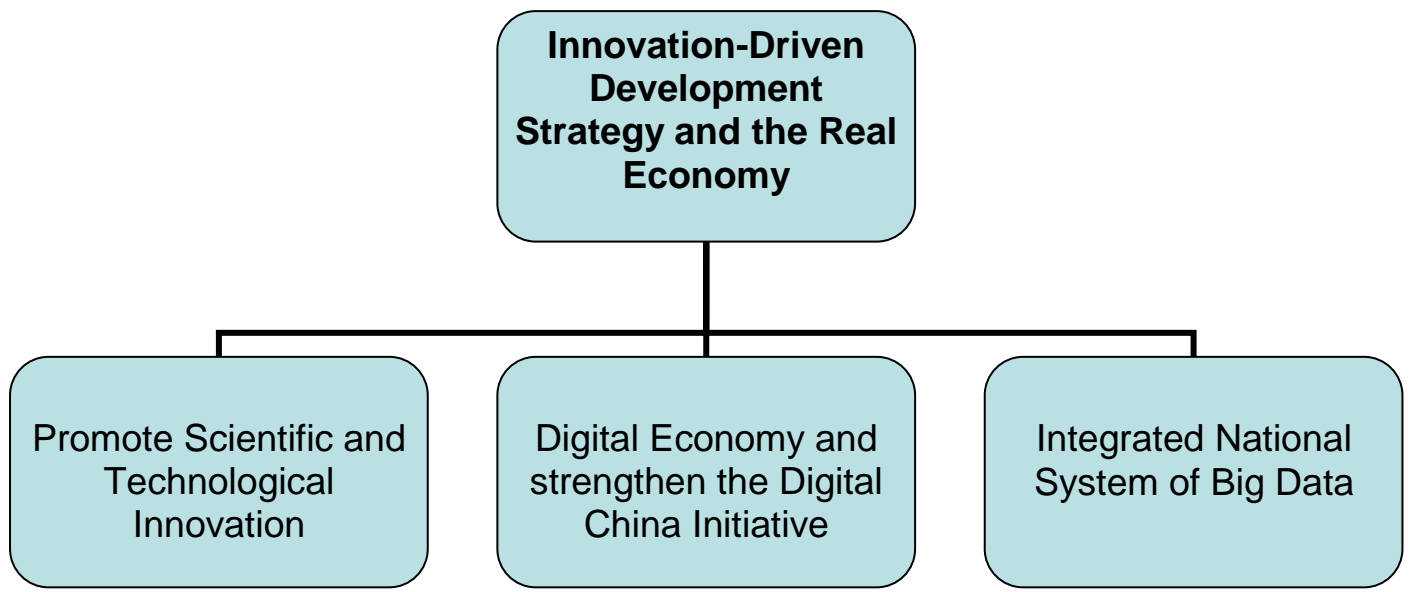 Innovation-Driven
Development
Strategy and the Real
Economy
Promote Scientific and
Technological
Innovation
Digital Economy and
strengthen the Digital
China Initiative
Integrated National
System of Big Data